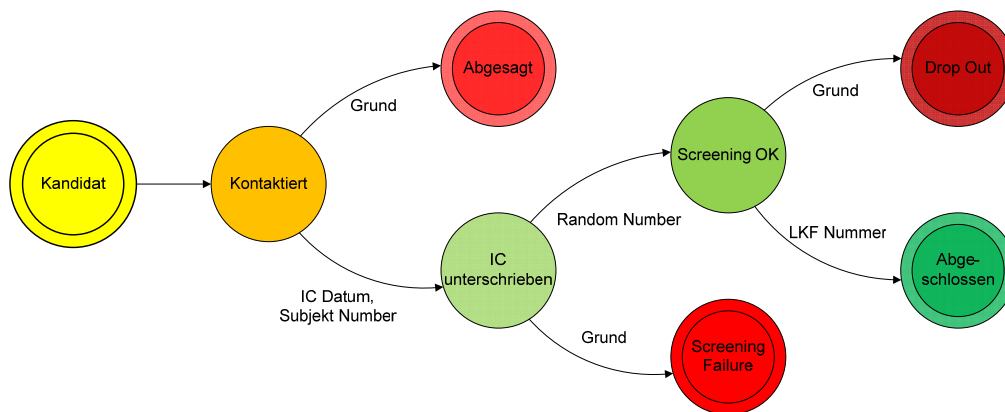 Kandidat
Kontaktiert
Grund
Abgesagt
IC Datum,
Subjekt Number
IC
unterschrieben
Random Number
Screening OK
Grund
Screening
Failure
Grund
Drop Out
LKF Nummer
Abge-
schlossen